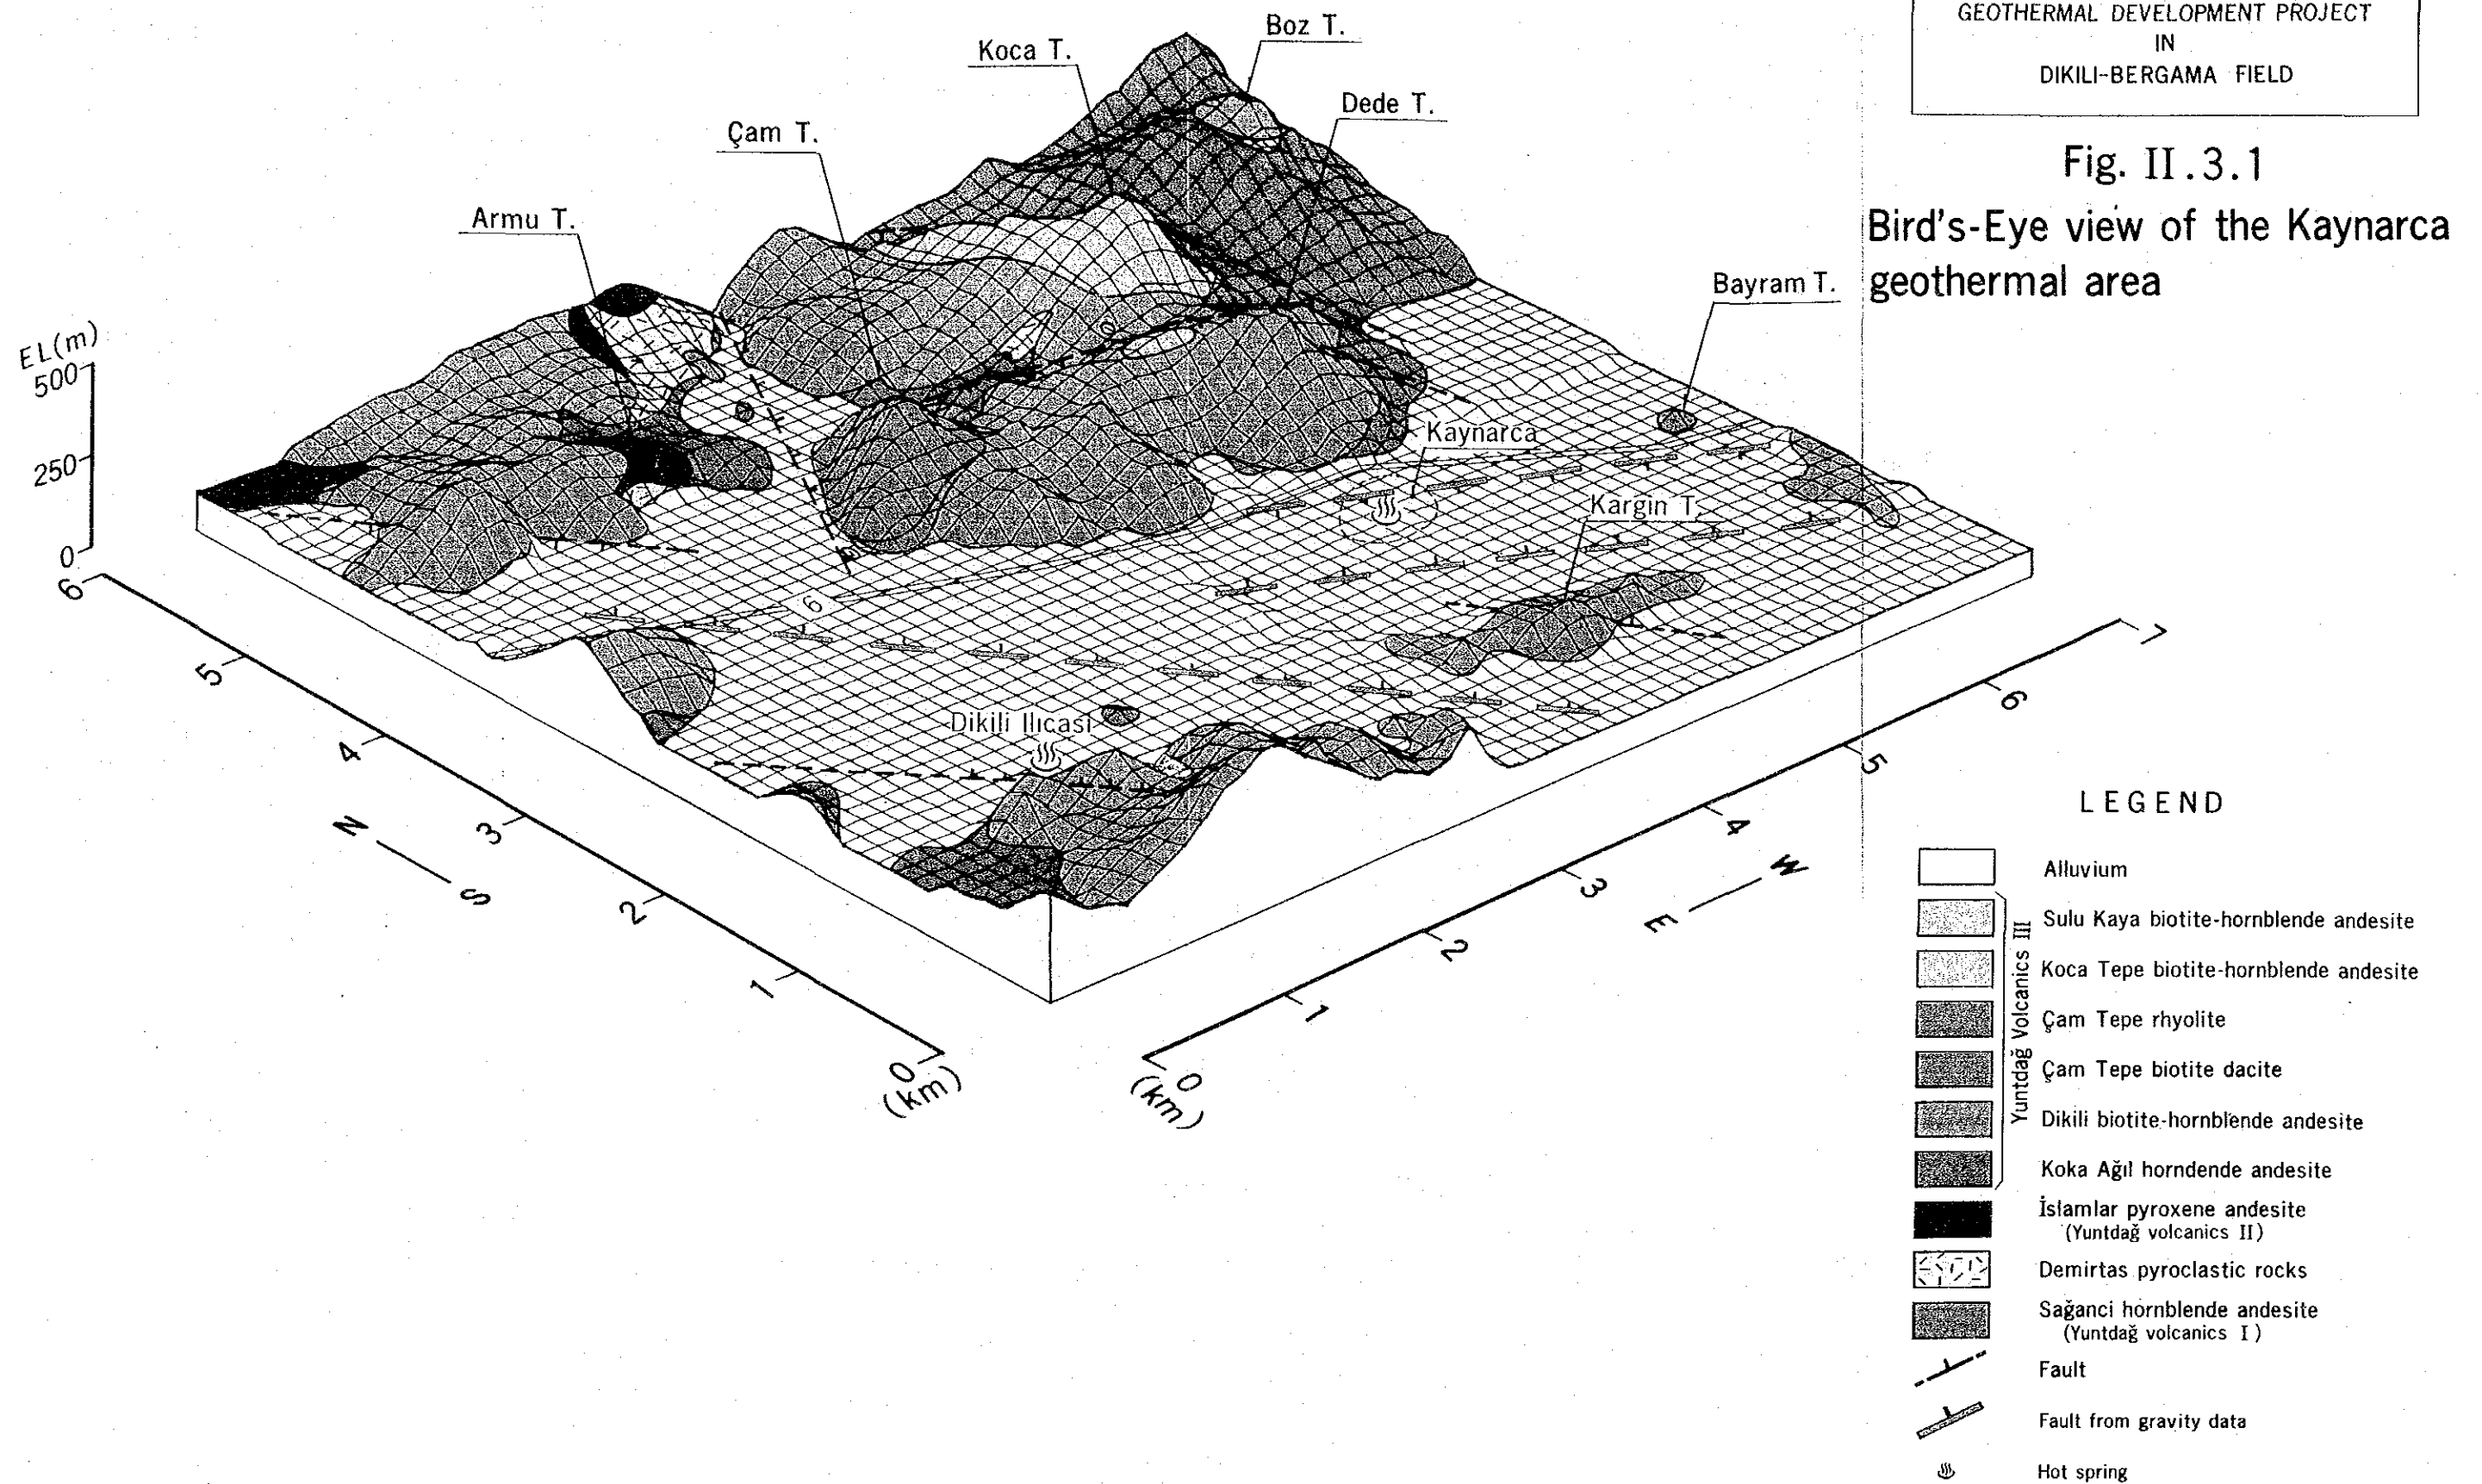 GEOTHERMAL DEVELOPMENT PROJECT
IN
DIKILI-BERGAMA FIELD
Fig. II.3.1
Bird's-Eye view of the Kaynarca
geothermal area
Boz T.
Koca T.
Dede T.
Çam T.
Armu T.
Bayram T.
Kaynarca
Kargin T.
Dikili Ilıcasi
EL(m)
500
250
0
6
5
4
3
2
1
0
(km)
N — S
0
(km)
1
2
3
4
5
6
7
E — W
6
LEGEND
Alluvium
Sulu Kaya biotite-hornblende andesite
Koca Tepe biotite-hornblende andesite
Çam Tepe rhyolite
Çam Tepe biotite dacite
Dikili biotite-hornblende andesite
Koka Ağıl horndende andesite
Yuntdağ Volcanics III
İslamlar pyroxene andesite
(Yuntdağ volcanics II)
Demirtas pyroclastic rocks
Sağanci hornblende andesite
(Yuntdağ volcanics I)
Fault
Fault from gravity data
Hot spring